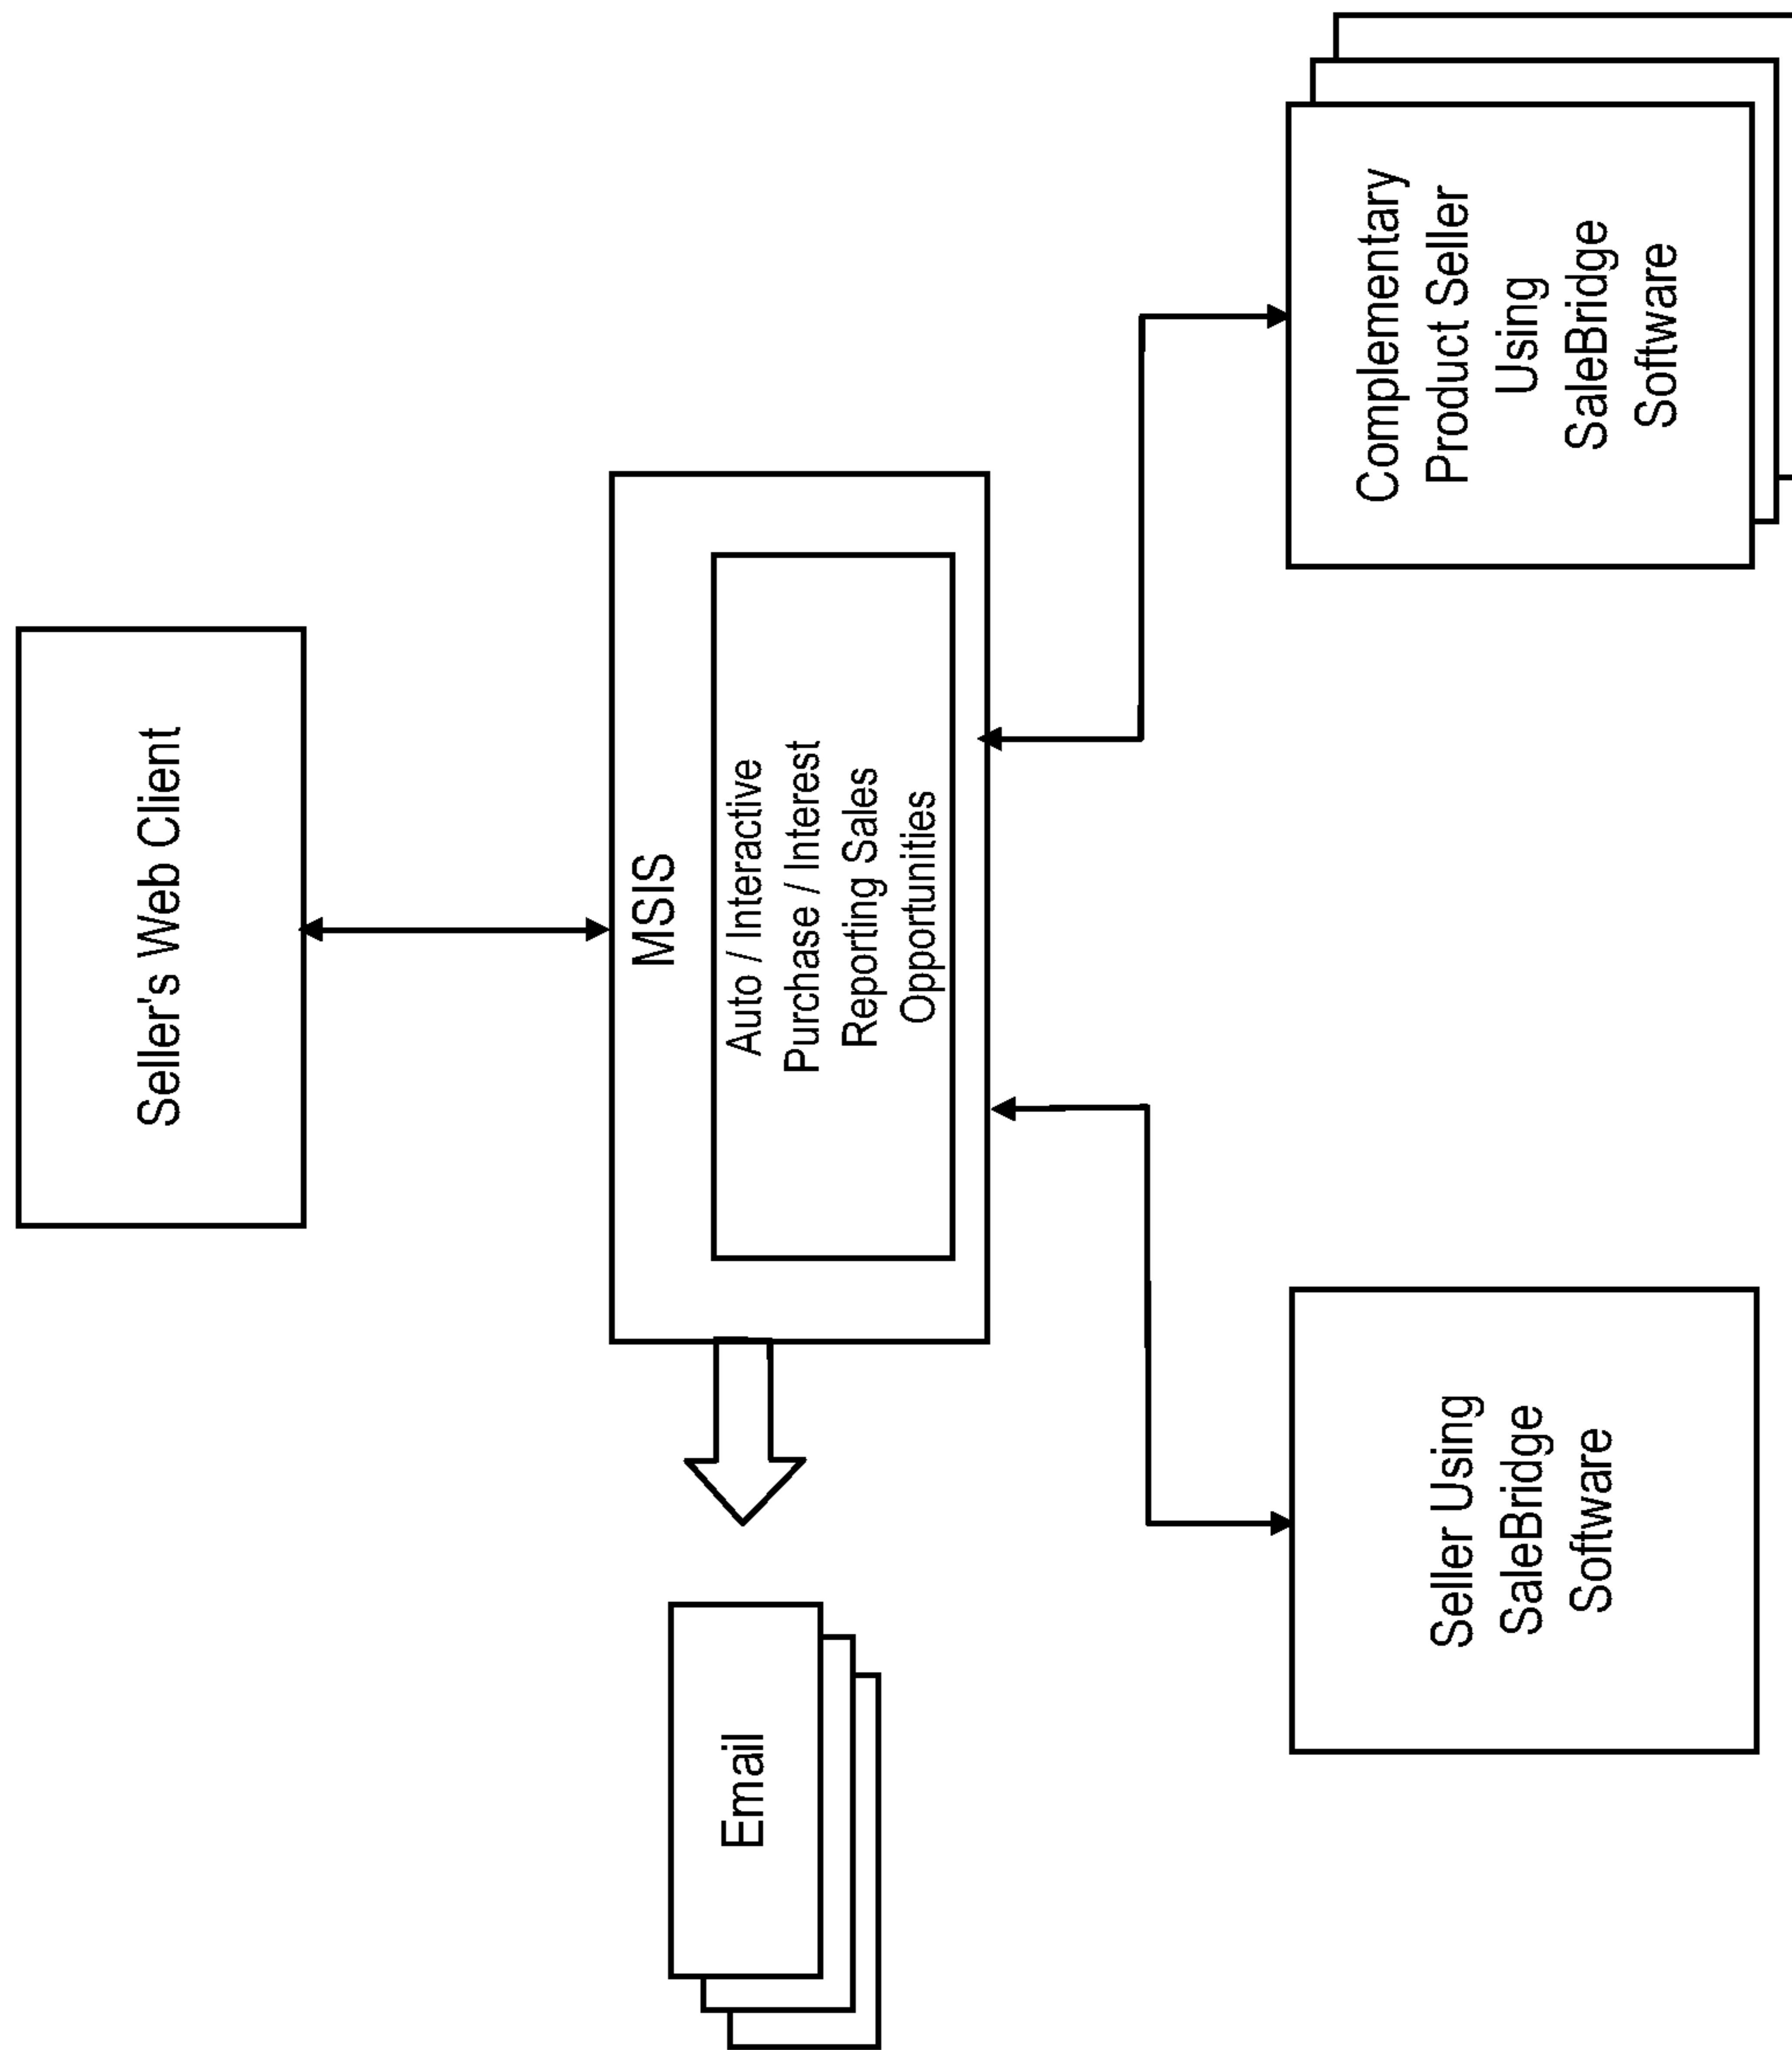 Seller's Web Client
MSIS
Auto / Interactive
Purchase / Interest
Reporting Sales
Opportunities
Email
Seller Using
SaleBridge
Software
Complementary
Product Seller
Using
SaleBridge
Software